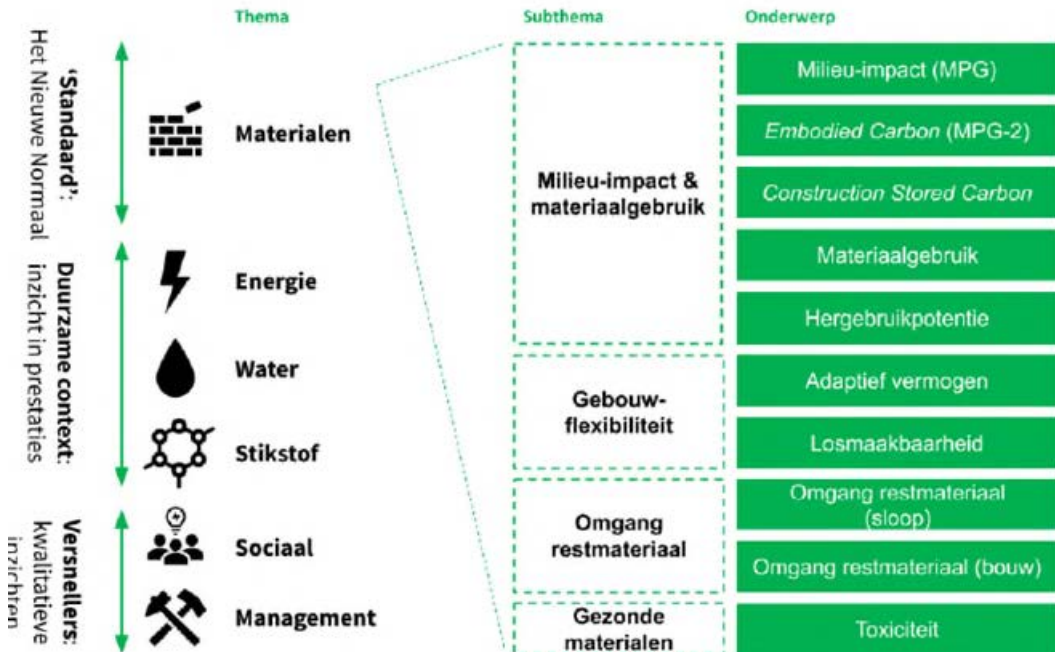 Thema
Subthema
Onderwerp
‘Standaard’:
Het Nieuwe Normaal
Duurzame context:
inzicht in prestaties
Versnellers:
kwalitatieve
inzichten
Materialen
Energie
Water
Stikstof
Sociaal
Management
Milieu-impact &
materiaalgebruik
Gebouw-
flexibiliteit
Omgang
restmateriaal
Gezonde
materialen
Milieu-impact (MPG)
Embodied Carbon (MPG-2)
Construction Stored Carbon
Materiaalgebruik
Hergebruikpotentie
Adaptief vermogen
Losmaakbaarheid
Omgang restmateriaal
(sloop)
Omgang restmateriaal (bouw)
Toxiciteit